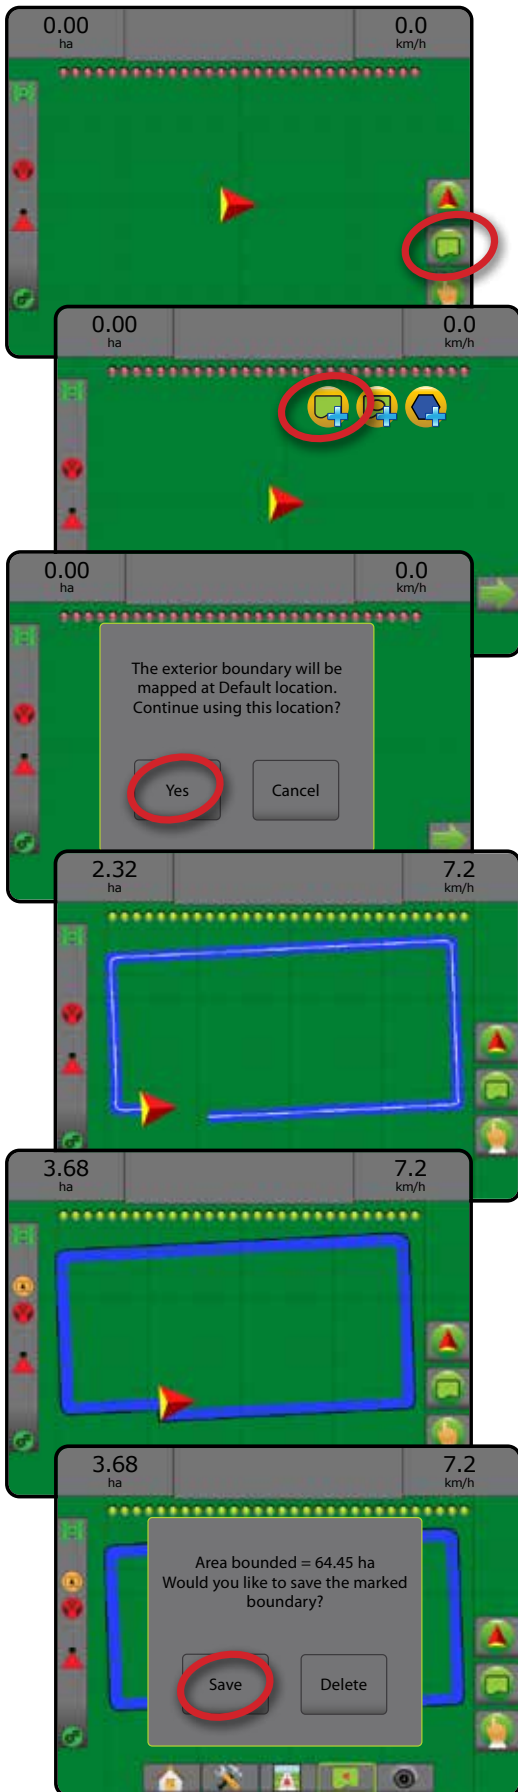 0.00
ha
0.0
km/h
0.00
ha
0.0
km/h
0.00
ha
0.0
km/h
The exterior boundary will be
mapped at Default location.
Continue using this location?
Yes
Cancel
2.32
ha
7.2
km/h
3.68
ha
7.2
km/h
3.68
ha
7.2
km/h
Area bounded = 64.45 ha
Would you like to save the marked
boundary?
Save
Delete